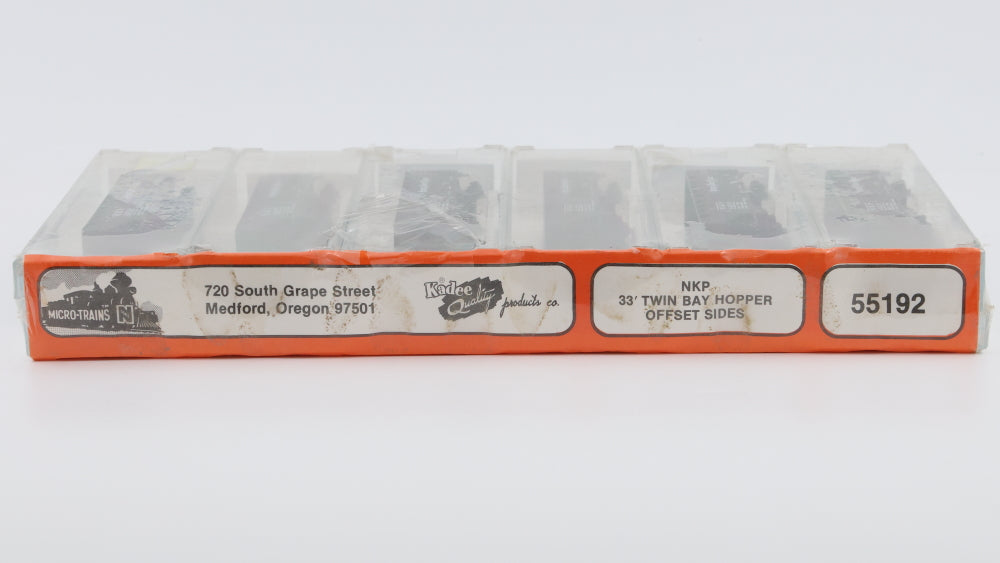 MICRO-TRAINS N
720 South Grape Street
Medford, Oregon 97501
Kadee
Quality
products co.
NKP
33' TWIN BAY HOPPER
OFFSET SIDES
55192